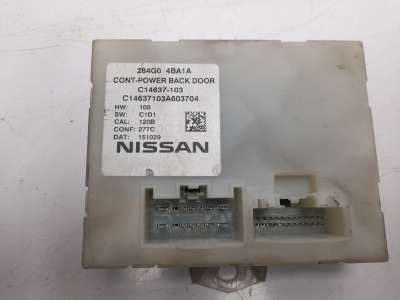 284G0 4BA1A
CONT-POWER BACK DOOR
C14637-103
C14637103A603704
HW: 100
SW: C1D1
CAL: 120B
CONF: 277C
DAT: 151029
NISSAN